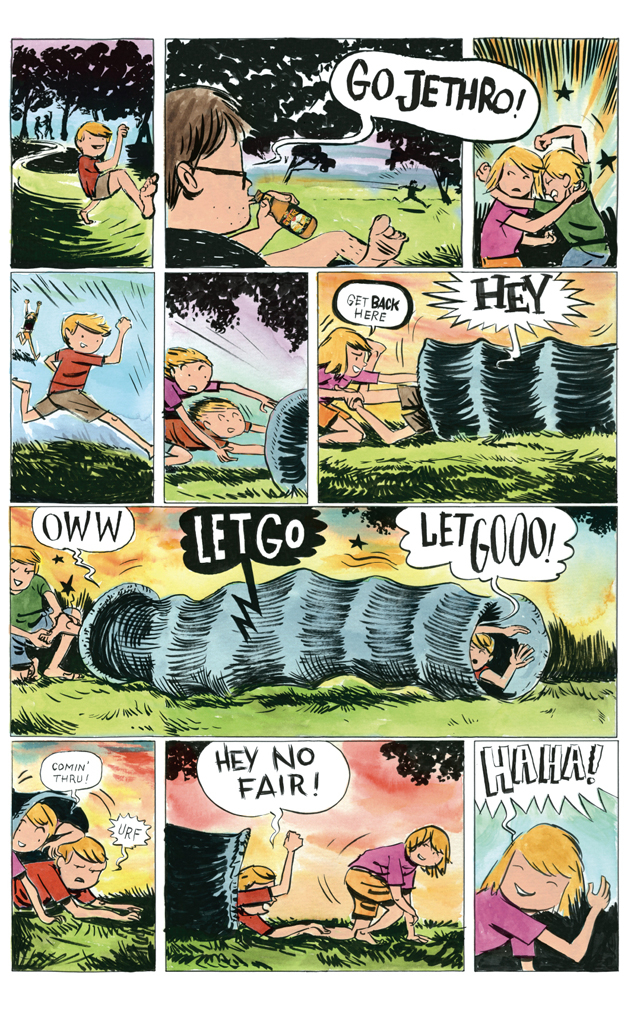 GO JETHRO!
GET BACK
HERE
HEY
OWW
LET GO
LET GOOO!
COMIN'
THRU!
URF
HEY NO
FAIR!
HAHA!